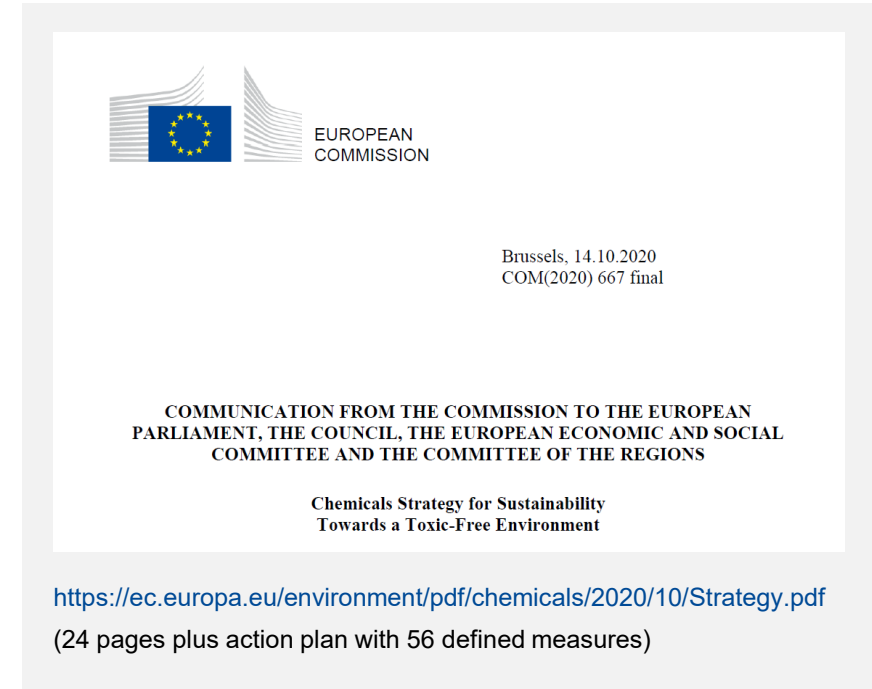 EUROPEAN
COMMISSION
Brussels, 14.10.2020
COM(2020) 667 final
COMMUNICATION FROM THE COMMISSION TO THE EUROPEAN
PARLIAMENT, THE COUNCIL, THE EUROPEAN ECONOMIC AND SOCIAL
COMMITTEE AND THE COMMITTEE OF THE REGIONS
Chemicals Strategy for Sustainability
Towards a Toxic-Free Environment
https://ec.europa.eu/environment/pdf/chemicals/2020/10/Strategy.pdf
(24 pages plus action plan with 56 defined measures)